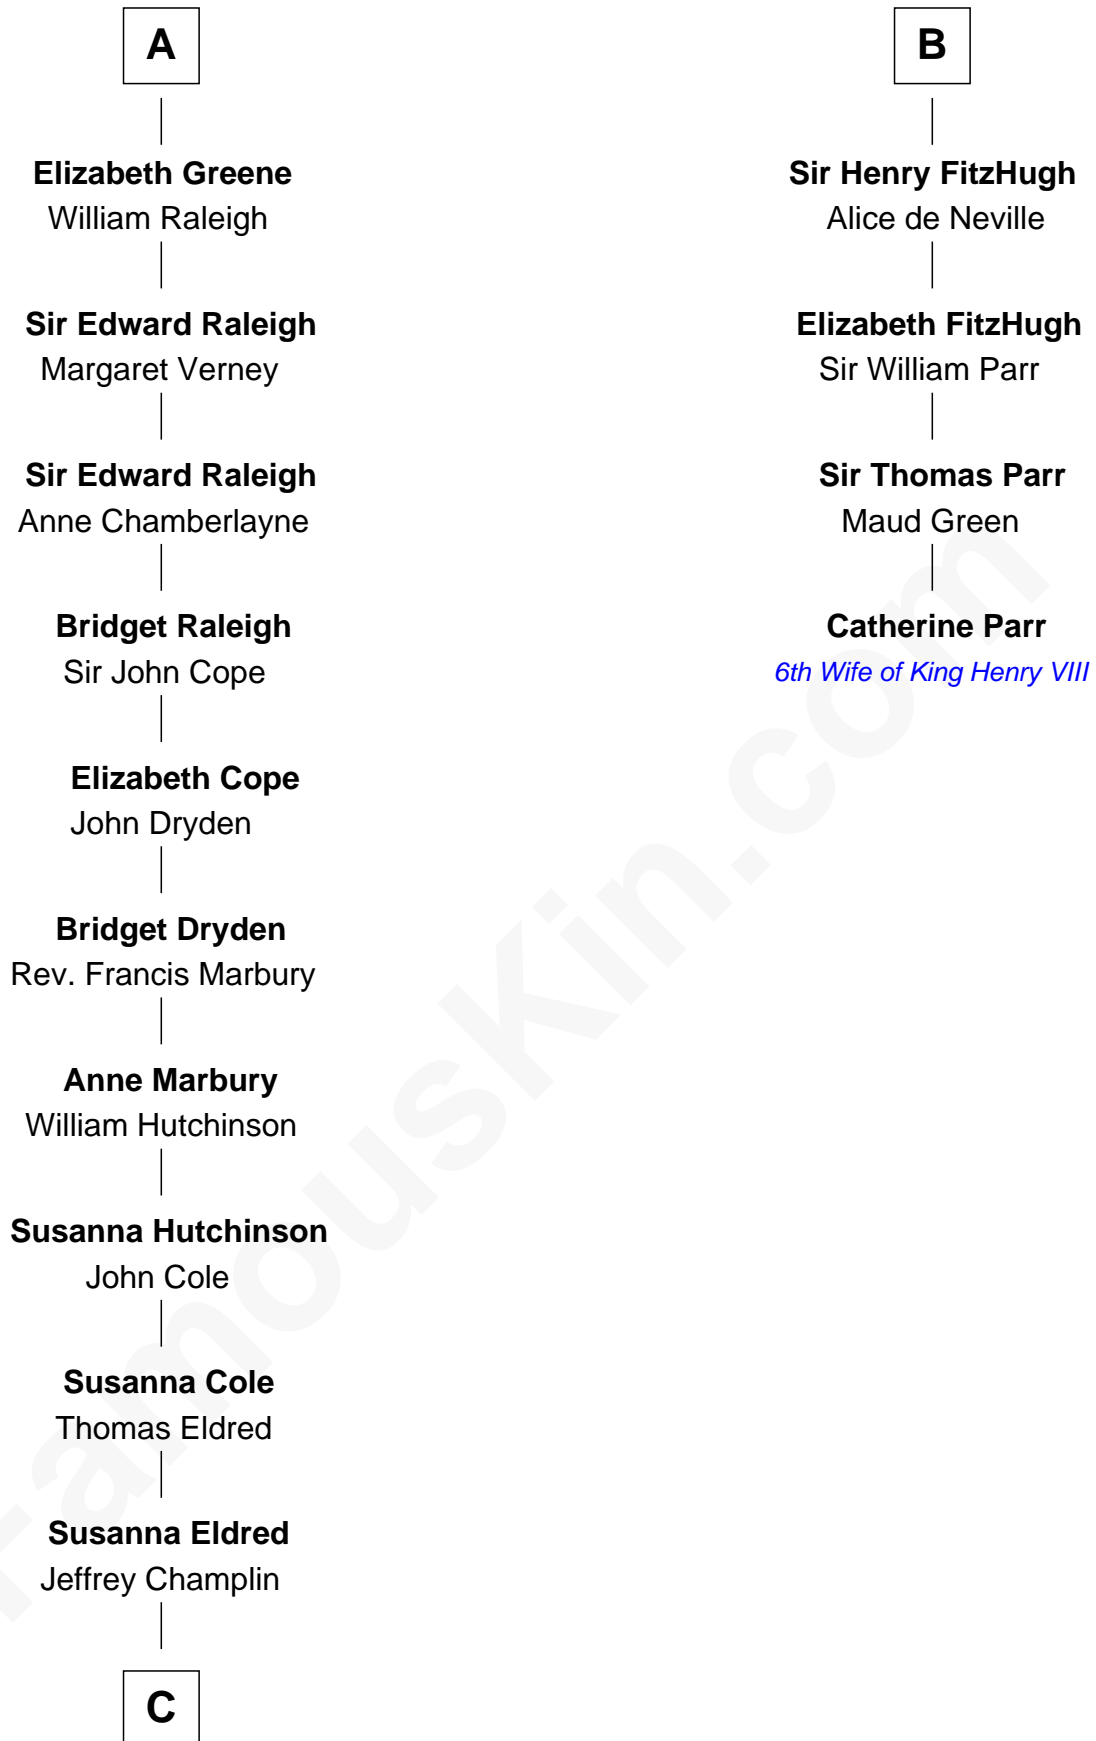 A
Elizabeth Greene
William Raleigh
Sir Edward Raleigh
Margaret Verney
Sir Edward Raleigh
Anne Chamberlayne
Bridget Raleigh
Sir John Cope
Elizabeth Cope
John Dryden
Bridget Dryden
Rev. Francis Marbury
Anne Marbury
William Hutchinson
Susanna Hutchinson
John Cole
Susanna Cole
Thomas Eldred
Susanna Eldred
Jeffrey Champlin
C
B
Sir Henry FitzHugh
Alice de Neville
Elizabeth FitzHugh
Sir William Parr
Sir Thomas Parr
Maud Green
Catherine Parr
6th Wife of King Henry VIII
FamousKin.com